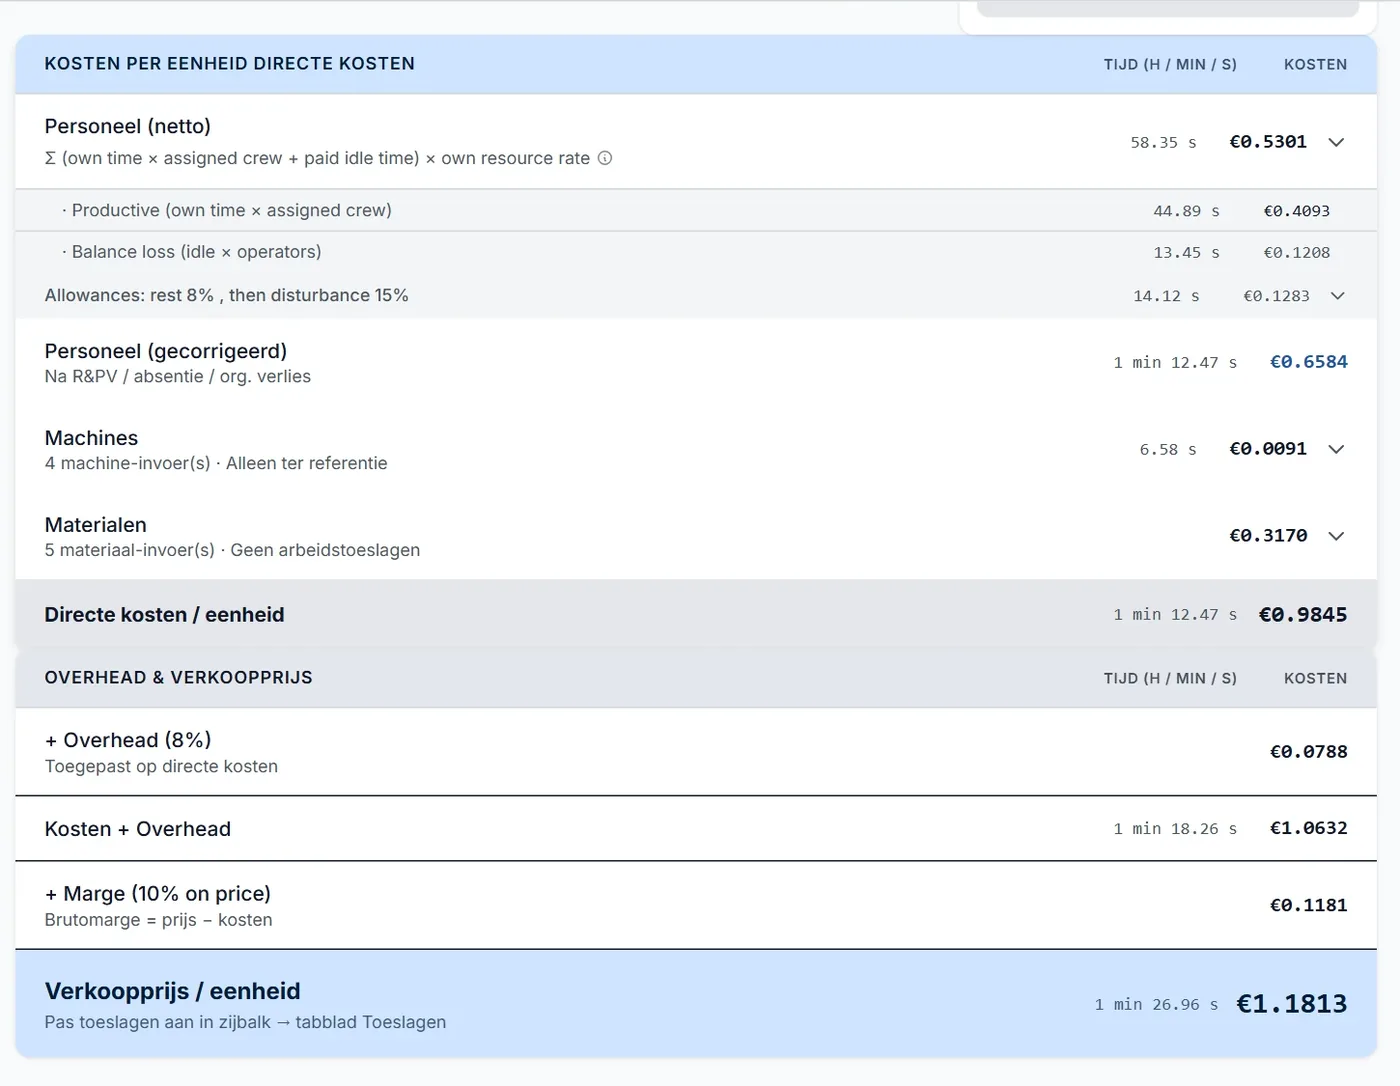 KOSTEN PER EENHEID DIRECTE KOSTEN TIJD (H / MIN / S) KOSTEN
Personeel (netto)
Σ (own time × assigned crew + paid idle time) × own resource rate 58.35 s €0.5301
· Productive (own time × assigned crew) 44.89 s €0.4093
· Balance loss (idle × operators) 13.45 s €0.1208
Allowances: rest 8% , then disturbance 15% 14.12 s €0.1283
Personeel (gecorrigeerd)
Na R&PV / absentie / org. verlies 1 min 12.47 s €0.6584
Machines
4 machine-invoer(s) · Alleen ter referentie 6.58 s €0.0091
Materialen
5 materiaal-invoer(s) · Geen arbeidstoeslagen €0.3170
Directe kosten / eenheid 1 min 12.47 s €0.9845
OVERHEAD & VERKOOPPRIJS TIJD (H / MIN / S) KOSTEN
+ Overhead (8%)
Toegepast op directe kosten €0.0788
Kosten + Overhead 1 min 18.26 s €1.0632
+ Marge (10% on price)
Brutomarge = prijs − kosten €0.1181
Verkoopprijs / eenheid
Pas toeslagen aan in zijbalk → tabblad Toeslagen 1 min 26.96 s €1.1813